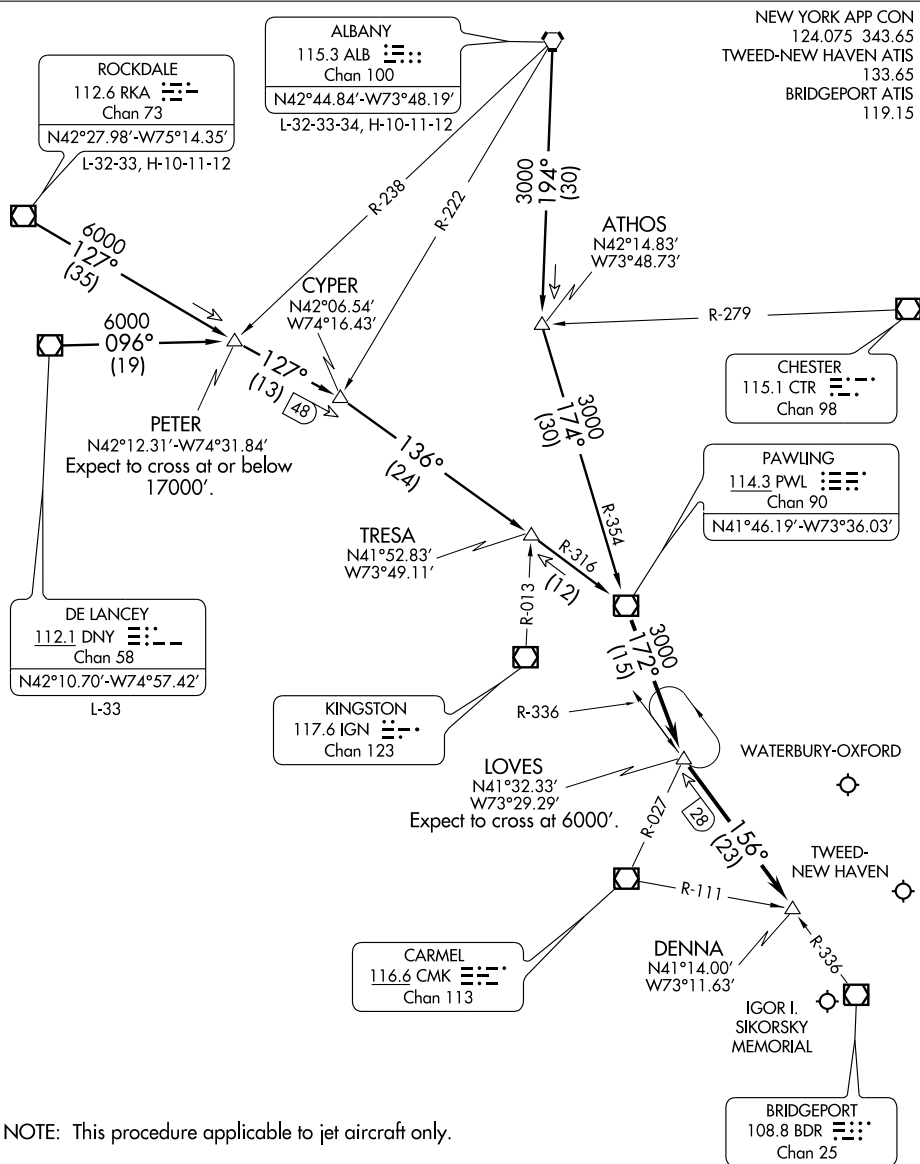 NEW YORK APP CON
124.075 343.65
TWEED-NEW HAVEN ATIS
133.65
BRIDGEPORT ATIS
119.15
ALBANY
115.3 ALB
Chan 100
N42°44.84'-W73°48.19'
L-32-33-34, H-10-11-12
ROCKDALE
112.6 RKA
Chan 73
N42°27.98'-W75°14.35'
L-32-33, H-10-11-12
R-238
R-222
3000
194°
(30)
6000
127°
(35)
ATHOS
N42°14.83'
W73°48.73'
CYPER
N42°06.54'
W74°16.43'
R-279
6000
096°
(19)
127°
(13)
48
CHESTER
115.1 CTR
Chan 98
PETER
N42°12.31'-W74°31.84'
Expect to cross at or below
17000'.
3000
174°
(30)
136°
(24)
PAWLING
114.3 PWL
Chan 90
N41°46.19'-W73°36.03'
R-354
TRESA
N41°52.83'
W73°49.11'
R-316
(12)
R-013
DE LANCEY
112.1 DNY
Chan 58
N42°10.70'-W74°57.42'
L-33
3000
172°
(15)
KINGSTON
117.6 IGN
Chan 123
R-336
LOVES
N41°32.33'
W73°29.29'
Expect to cross at 6000'.
WATERBURY-OXFORD
R-027
28
156°
(23)
TWEED-
NEW HAVEN
R-111
CARMEL
116.6 CMK
Chan 113
DENNA
N41°14.00'
W73°11.63'
R-336
IGOR I.
SIKORSKY
MEMORIAL
BRIDGEPORT
108.8 BDR
Chan 25
NOTE: This procedure applicable to jet aircraft only.